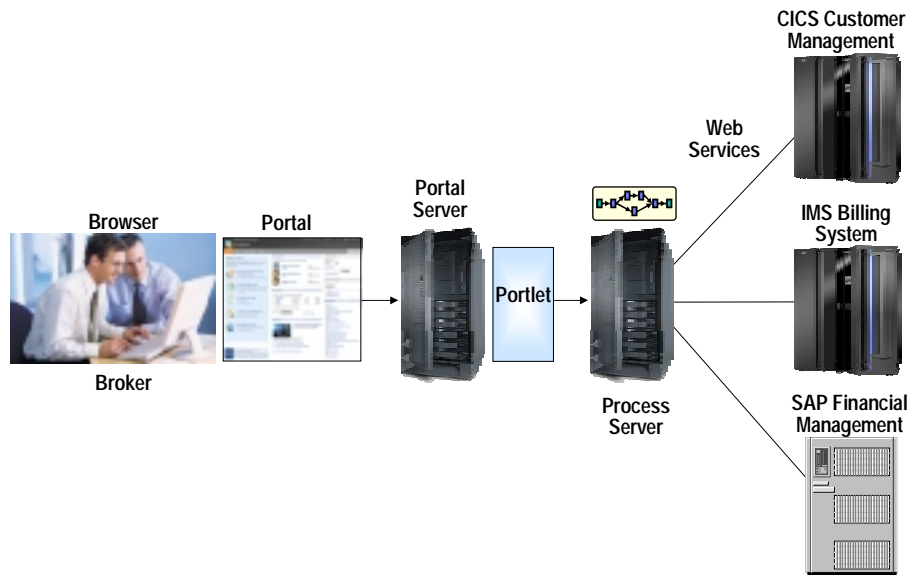 CICS Customer
Management
Web
Services
Portal
Server
Browser
Portal
IMS Billing
System
Portlet
Broker
Process
Server
SAP Financial
Management